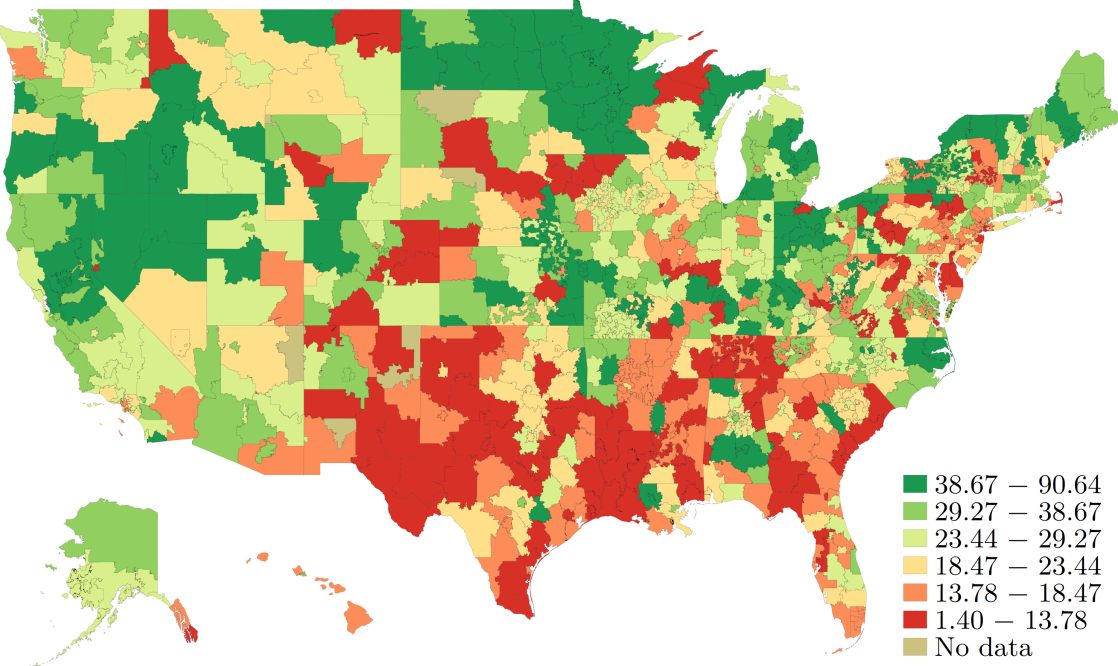 38.67 − 90.64
29.27 − 38.67
23.44 − 29.27
18.47 − 23.44
13.78 − 18.47
1.40 − 13.78
No data